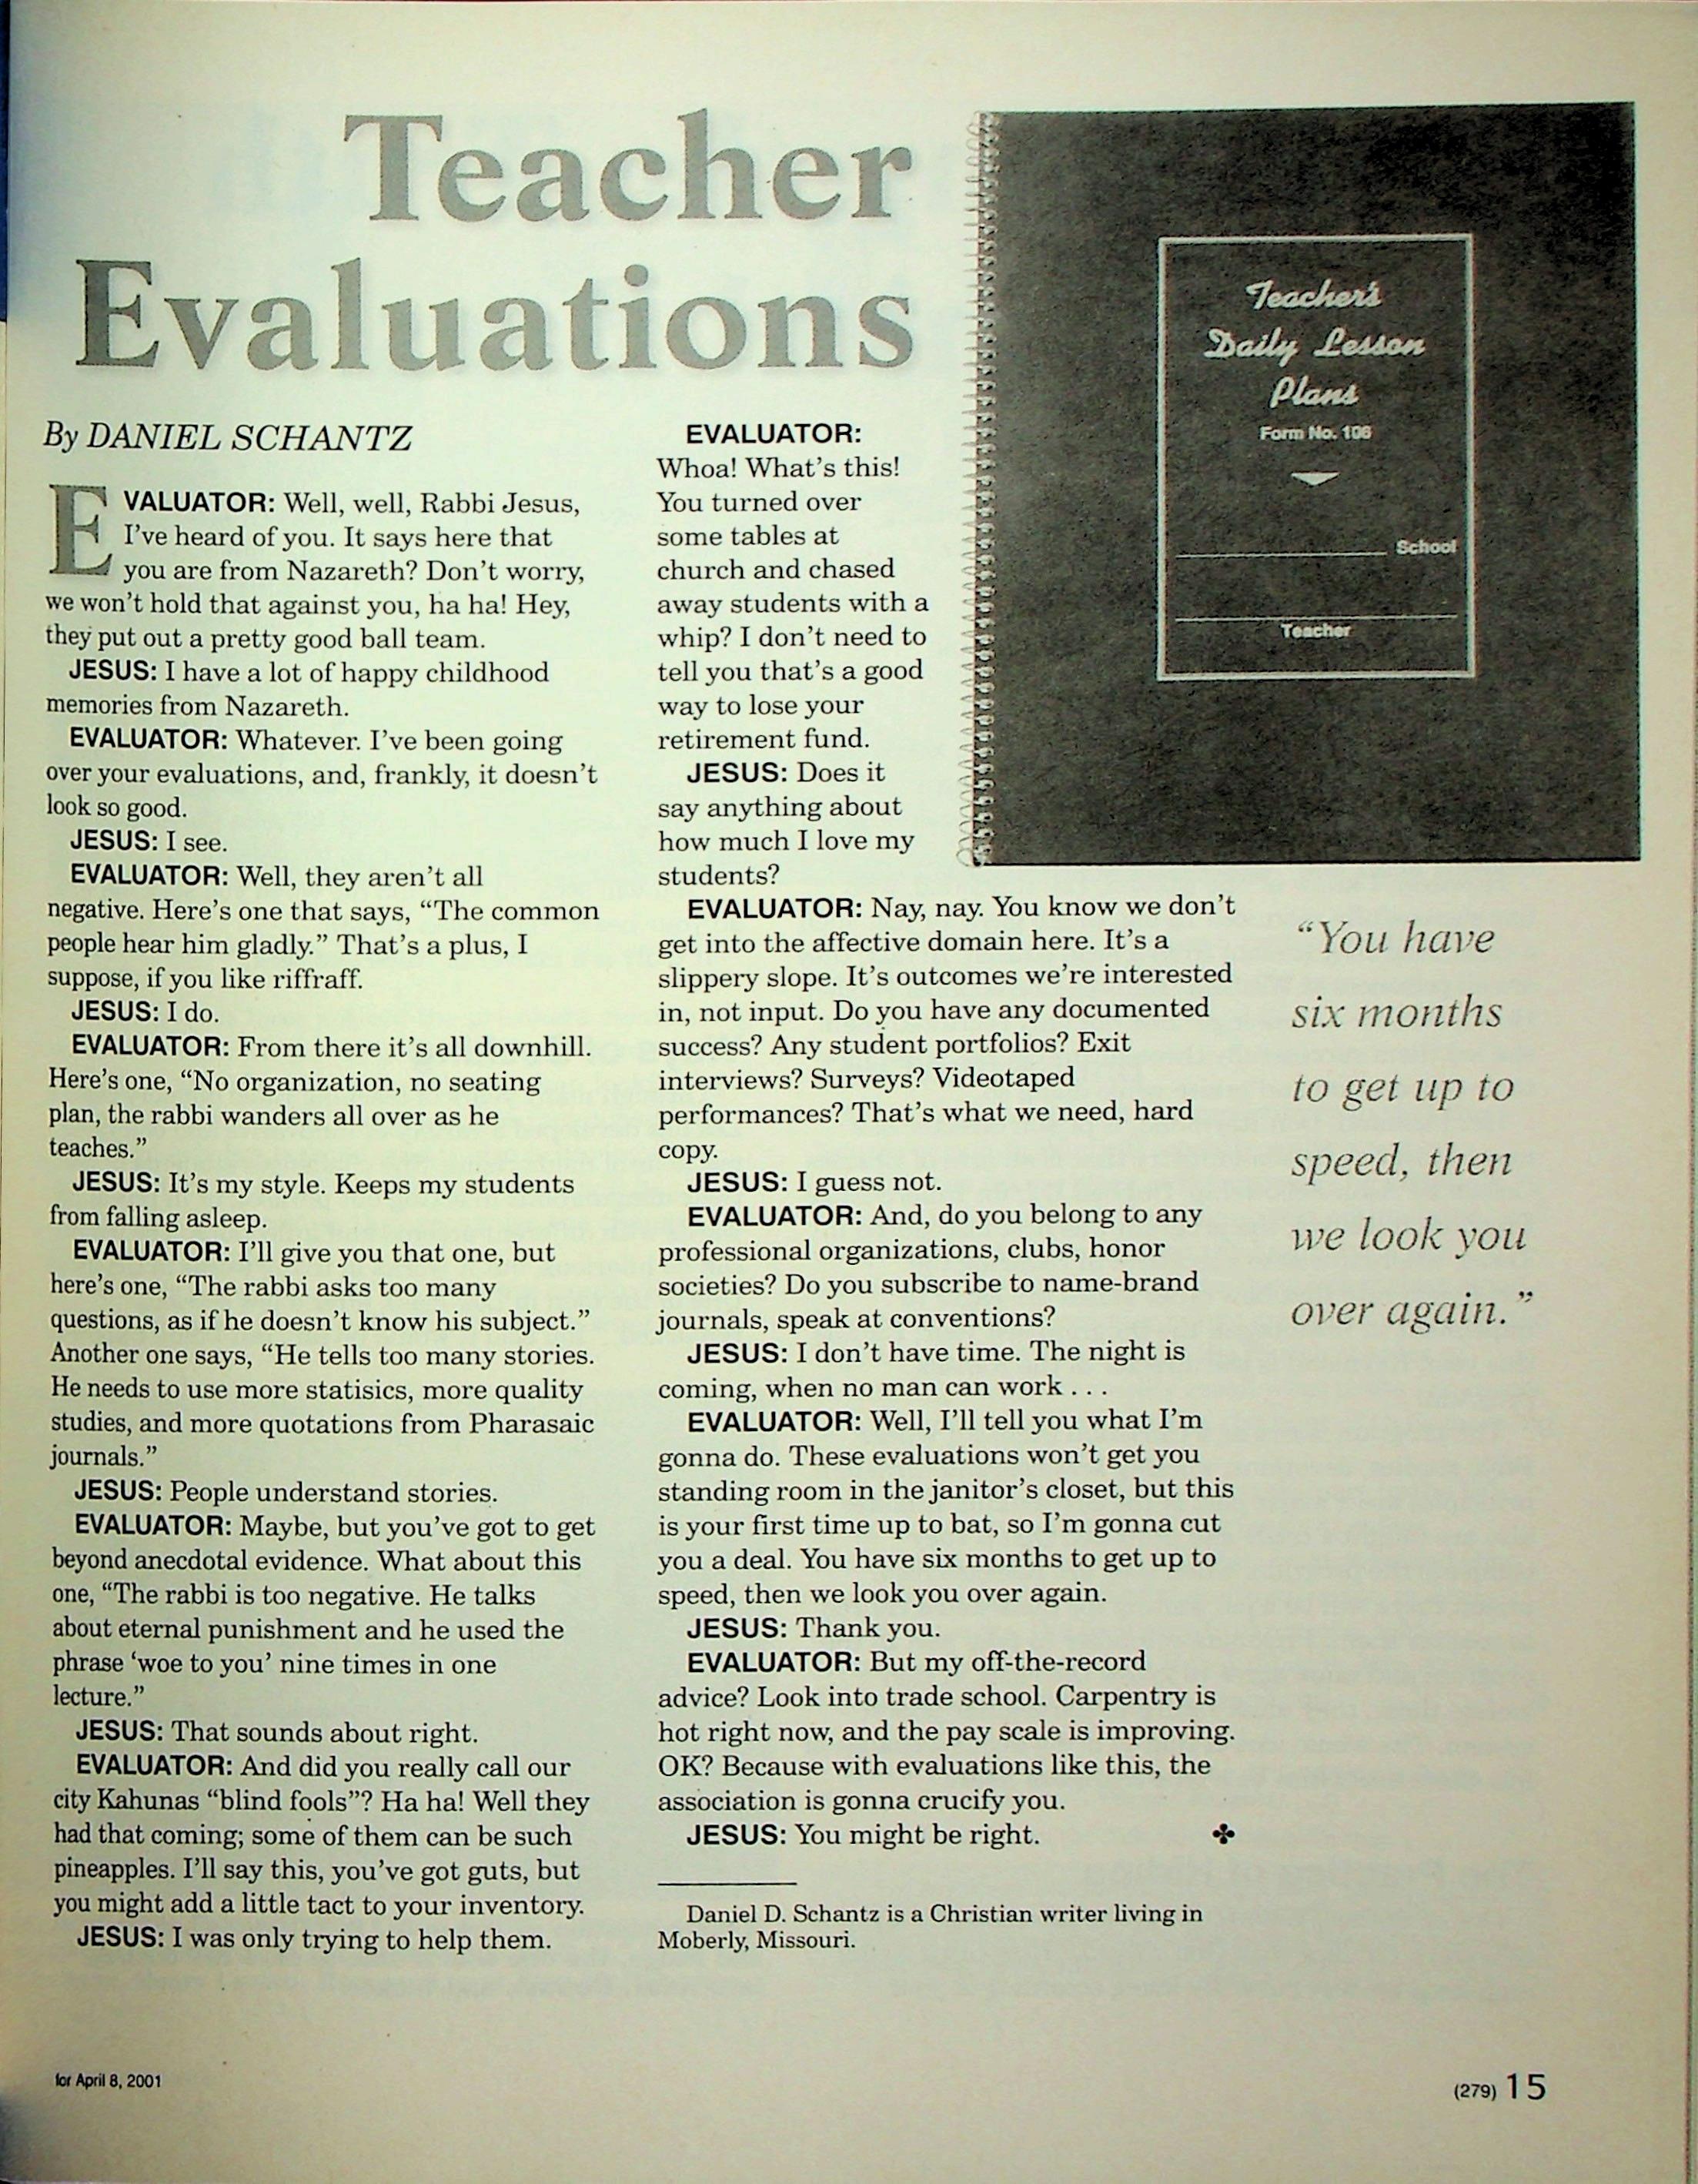 Teacher
Evaluations
By DANIEL SCHANTZ
EVALUATOR: Well, well, Rabbi Jesus,
I've heard of you. It says here that
you are from Nazareth? Don't worry,
we won't hold that against you, ha ha! Hey,
they put out a pretty good ball team.
JESUS: I have a lot of happy childhood
memories from Nazareth.
EVALUATOR: Whatever. I've been going
over your evaluations, and, frankly, it doesn't
look so good.
JESUS: I see.
EVALUATOR: Well, they aren't all
negative. Here's one that says, “The common
people hear him gladly.” That's a plus, I
suppose, if you like riffraff.
JESUS: I do.
EVALUATOR: From there it's all downhill.
Here's one, “No organization, no seating
plan, the rabbi wanders all over as he
teaches.”
JESUS: It's my style. Keeps my students
from falling asleep.
EVALUATOR: I'll give you that one, but
here's one, “The rabbi asks too many
questions, as if he doesn't know his subject.”
Another one says, “He tells too many stories.
He needs to use more statisics, more quality
studies, and more quotations from Pharasaic
journals.”
JESUS: People understand stories.
EVALUATOR: Maybe, but you've got to get
beyond anecdotal evidence. What about this
one, “The rabbi is too negative. He talks
about eternal punishment and he used the
phrase ‘woe to you’ nine times in one
lecture.”
JESUS: That sounds about right.
EVALUATOR: And did you really call our
city Kahunas “blind fools”? Ha ha! Well they
had that coming; some of them can be such
pineapples. I'll say this, you've got guts, but
you might add a little tact to your inventory.
JESUS: I was only trying to help them.
EVALUATOR:
Whoa! What's this!
You turned over
some tables at
church and chased
away students with a
whip? I don't need to
tell you that's a good
way to lose your
retirement fund.
JESUS: Does it
say anything about
how much I love my
students?
EVALUATOR: Nay, nay. You know we don't
get into the affective domain here. It's a
slippery slope. It's outcomes we're interested
in, not input. Do you have any documented
success? Any student portfolios? Exit
interviews? Surveys? Videotaped
performances? That's what we need, hard
copy.
JESUS: I guess not.
EVALUATOR: And, do you belong to any
professional organizations, clubs, honor
societies? Do you subscribe to name-brand
journals, speak at conventions?
JESUS: I don't have time. The night is
coming, when no man can work . . .
EVALUATOR: Well, I'll tell you what I'm
gonna do. These evaluations won't get you
standing room in the janitor's closet, but this
is your first time up to bat, so I'm gonna cut
you a deal. You have six months to get up to
speed, then we look you over again.
JESUS: Thank you.
EVALUATOR: But my off-the-record
advice? Look into trade school. Carpentry is
hot right now, and the pay scale is improving.
OK? Because with evaluations like this, the
association is gonna crucify you.
JESUS: You might be right.
Daniel D. Schantz is a Christian writer living in
Moberly, Missouri.
Teacher's
Daily Lesson
Plans
Form No. 106
School
Teacher
“You have
six months
to get up to
speed, then
we look you
over again.”
for April 8, 2001
(279) 15